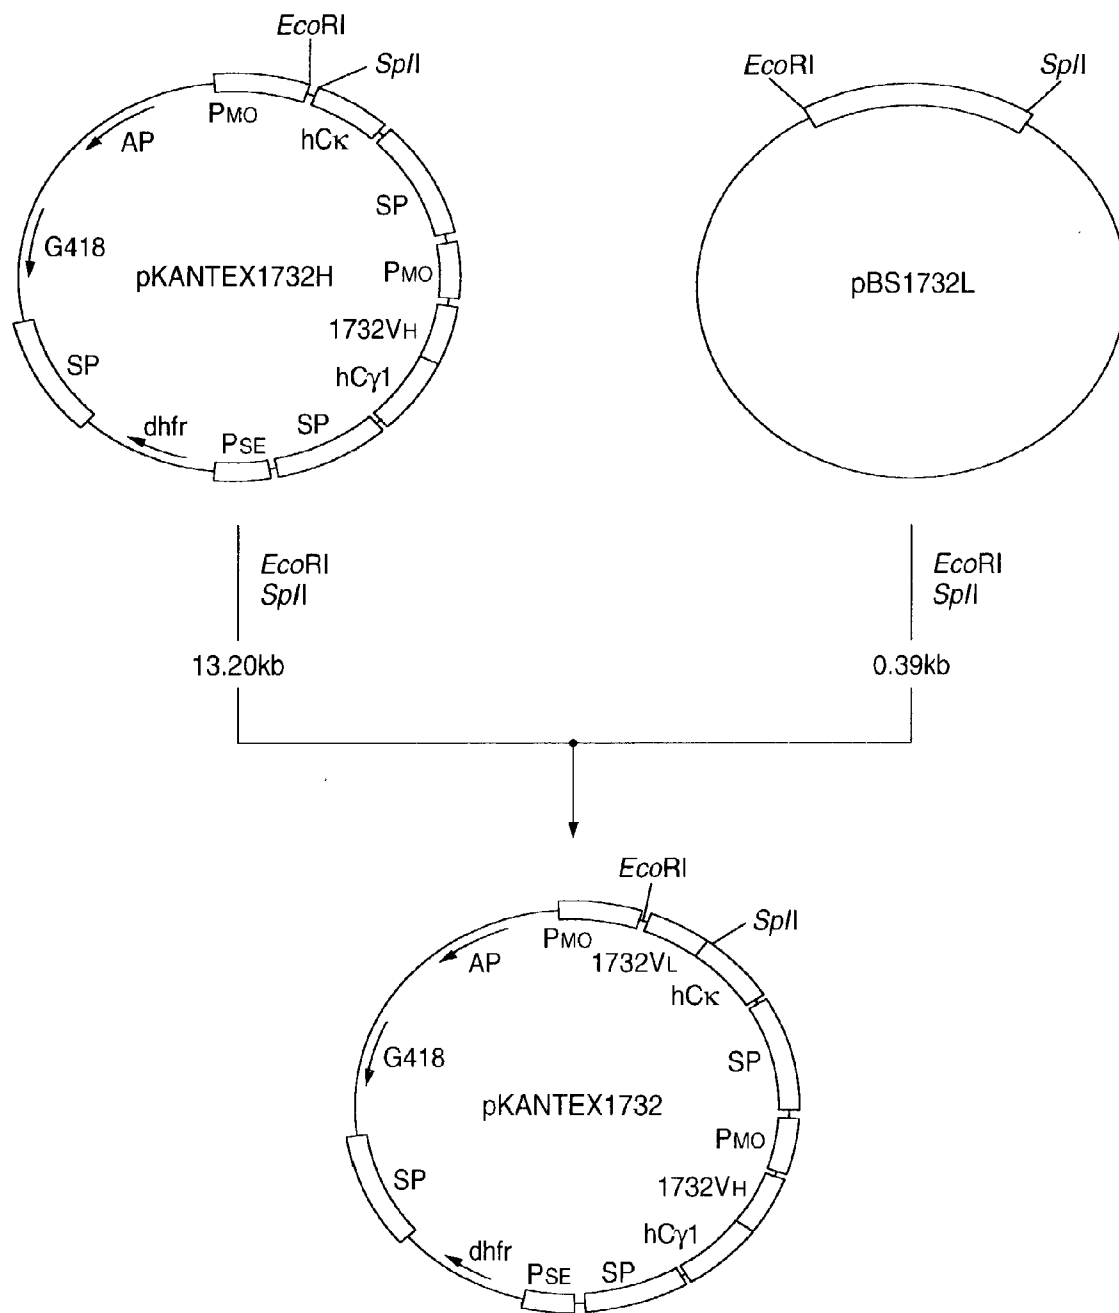 EcoRI
SplI
PMO
hCκ
AP
SP
G418
pKANTEX1732H
PMO
1732VH
hCγ1
SP
SP
dhfr
PSE
EcoRI
SplI
pBS1732L
EcoRI
SplI
13.20kb
EcoRI
SplI
0.39kb
EcoRI
SplI
PMO
1732VL
hCκ
AP
SP
G418
pKANTEX1732
PMO
1732VH
hCγ1
SP
SP
dhfr
PSE